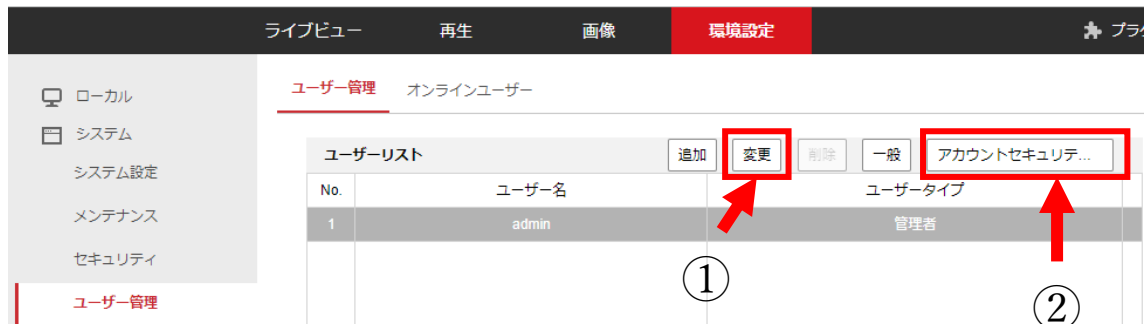 ライブビュー 再生 画像 環境設定 プラ
ローカル
システム
システム設定
メンテナンス
セキュリティ
ユーザー管理
ユーザー管理 オンラインユーザー
ユーザーリスト 追加 変更 削除 一般 アカウントセキュリテ...
No. ユーザー名 ユーザータイプ
1 admin 管理者
① ②